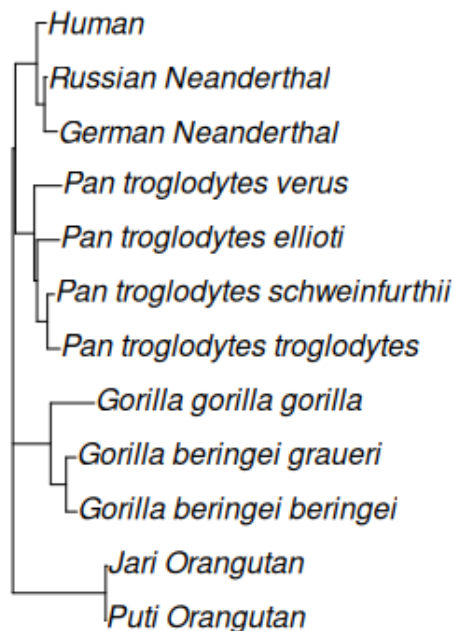 Human
Russian Neanderthal
German Neanderthal
Pan troglodytes verus
Pan troglodytes ellioti
Pan troglodytes schweinfurthii
Pan troglodytes troglodytes
Gorilla gorilla gorilla
Gorilla beringei graueri
Gorilla beringei beringei
Jari Orangutan
Puti Orangutan